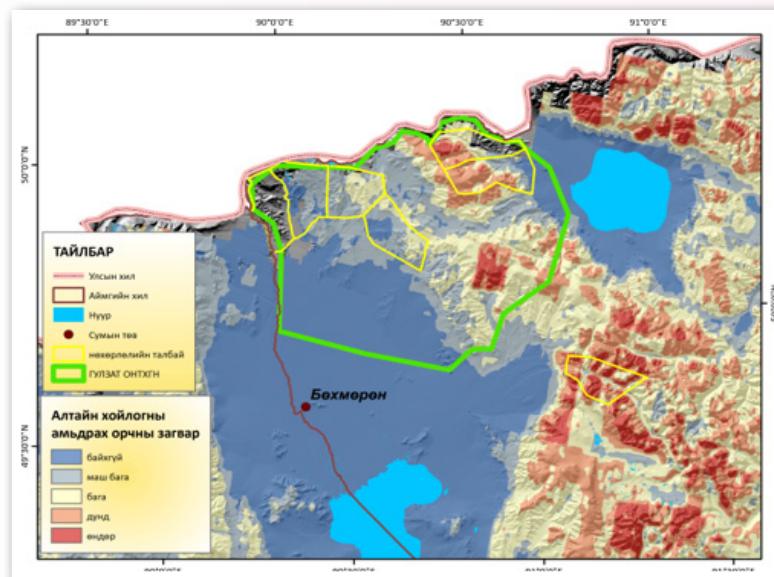 89°30'0"E 90°0'0"E 90°30'0"E 91°0'0"E
50°0'0"N
ТАЙЛБАР
Улсын хил
Аймгийн хил
Нуур
Сумын төв
нөхөрлөлийн талбай
ГУЛЗАТ ОНТХГН
Бөхмөрөн
Алтайн хойлогны
амьдрах орчны загвар
байхгүй
маш бага
бага
дунд
өндөр
49°30'0"N